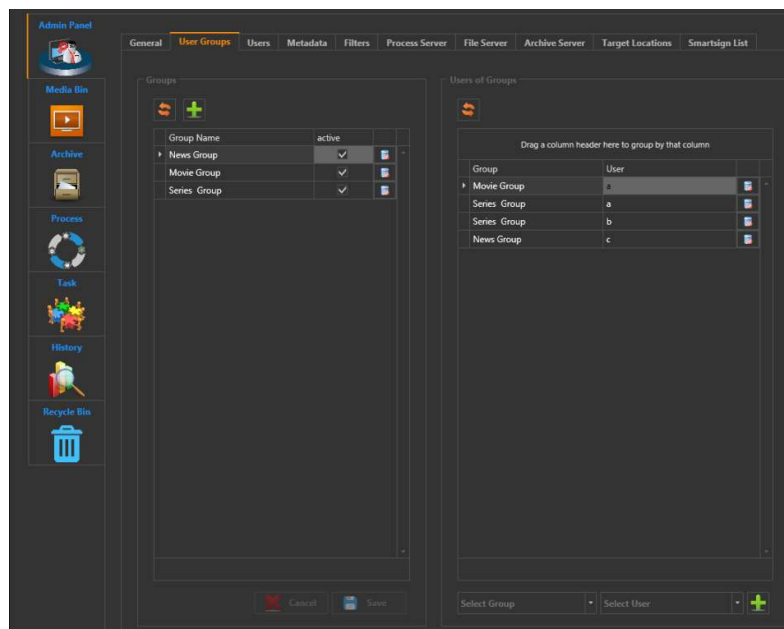 Admin Panel
Media Bin
Archive
Process
Task
History
Recycle Bin
General User Groups Users Metadata Filters Process Server File Server Archive Server Target Locations Smartsign List
Groups
Group Name active
News Group
Movie Group
Series Group
Cancel Save
Users of Groups
Drag a column header here to group by that column
Group User
Movie Group a
Series Group a
Series Group b
News Group c
Select Group Select User